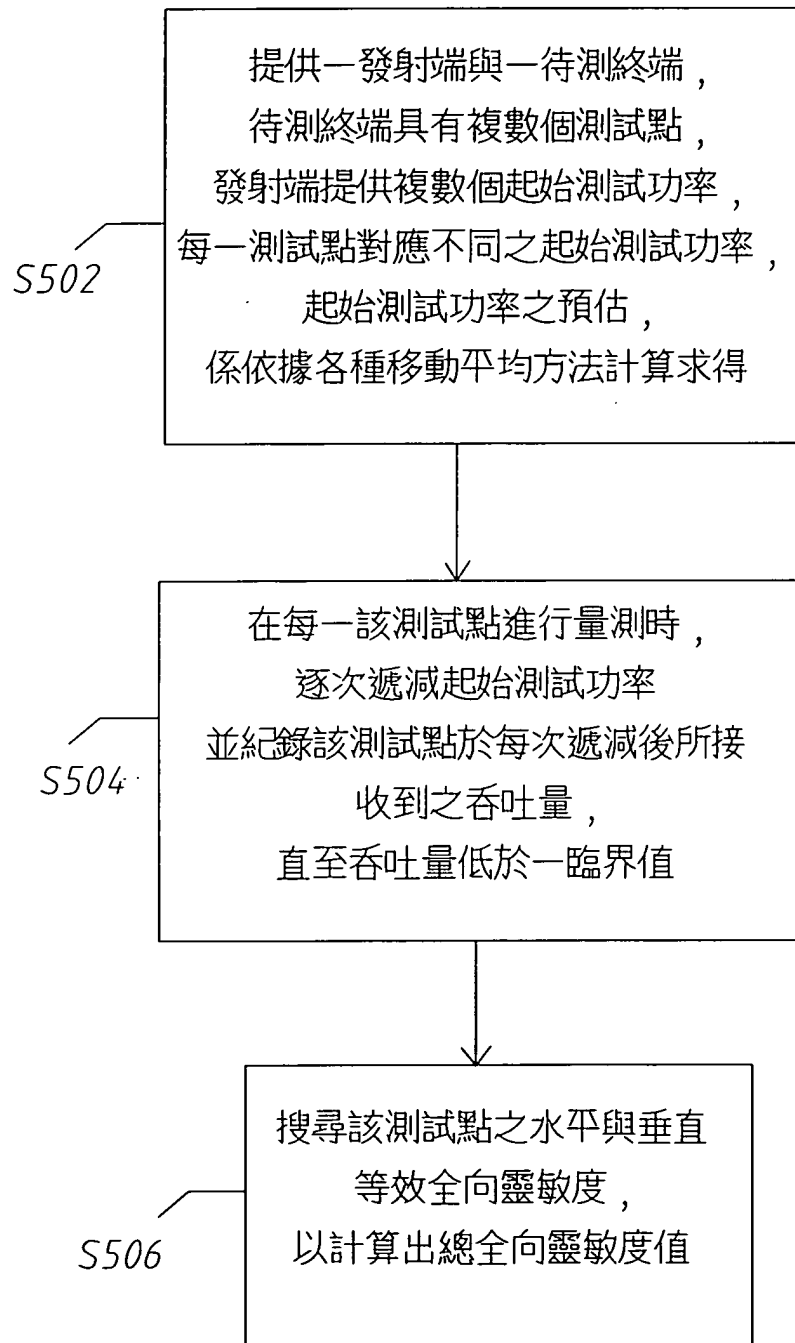 提供一發射端與一待測終端，
待測終端具有複數個測試點，
發射端提供複數個起始測試功率，
每一測試點對應不同之起始測試功率，
起始測試功率之預估，
係依據各種移動平均方法計算求得
S502
在每一該測試點進行量測時，
逐次遞減起始測試功率
並紀錄該測試點於每次遞減後所接
收到之吞吐量，
直至吞吐量低於一臨界值
S504
搜尋該測試點之水平與垂直
等效全向靈敏度，
以計算出總全向靈敏度值
S506